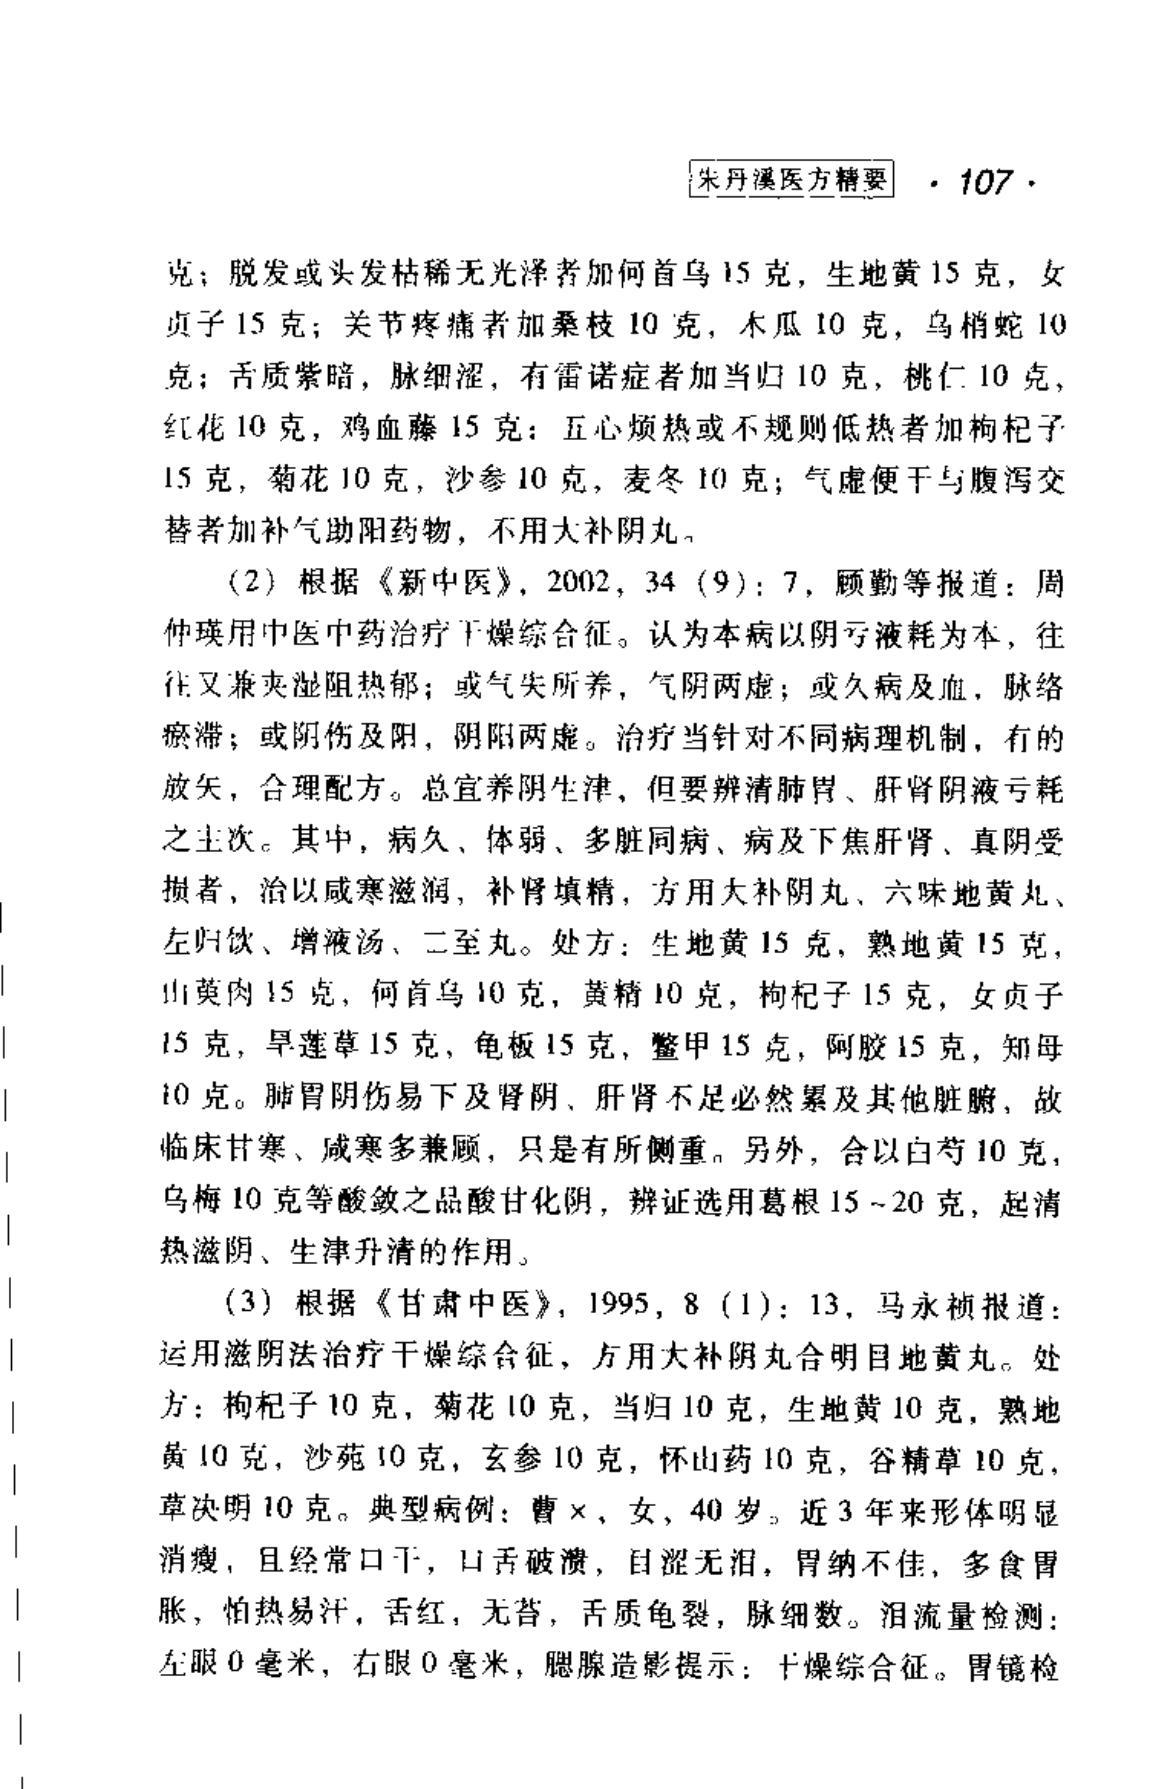 朱丹溪医方精要 · 107 ·
克；脱发或头发枯稀无光泽者加何首乌 15 克，生地黄 15 克，女
贞子 15 克；关节疼痛者加桑枝 10 克，木瓜 10 克，乌梢蛇 10
克；舌质紫暗，脉细涩，有雷诺症者加当归 10 克，桃仁 10 克，
红花 10 克，鸡血藤 15 克；五心烦热或不规则低热者加枸杞子
15 克，菊花 10 克，沙参 10 克，麦冬 10 克；气虚便干与腹泻交
替者加补气助阳药物，不用大补阴丸。
（2）根据《新中医》，2002，34（9）：7，顾勤等报道：周
仲瑛用中医中药治疗干燥综合征。认为本病以阴亏液耗为本，往
往又兼夹湿阻热郁；或气失所养，气阴两虚；或久病及血，脉络
瘀滞；或阴伤及阳，阴阳两虚。治疗当针对不同病理机制，有的
放矢，合理配方。总宜养阴生津，但要辨清肺胃、肝肾阴液亏耗
之主次。其中，病久、体弱、多脏同病、病及下焦肝肾、真阴受
损者，治以咸寒滋润，补肾填精，方用大补阴丸、六味地黄丸、
左归饮、增液汤、二至丸。处方：生地黄 15 克，熟地黄 15 克，
山萸肉 15 克，何首乌 10 克，黄精 10 克，枸杞子 15 克，女贞子
15 克，旱莲草 15 克，龟板 15 克，鳖甲 15 克，阿胶 15 克，知母
10 克。肺胃阴伤易下及肾阴、肝肾不足必然累及其他脏腑，故
临床甘寒、咸寒多兼顾，只是有所侧重。另外，合以白芍 10 克，
乌梅 10 克等酸敛之品酸甘化阴，辨证选用葛根 15 ~ 20 克，起清
热滋阴、生津升清的作用。
（3）根据《甘肃中医》，1995，8（1）：13，马永祯报道：
运用滋阴法治疗干燥综合征，方用大补阴丸合明目地黄丸。处
方：枸杞子 10 克，菊花 10 克，当归 10 克，生地黄 10 克，熟地
黄 10 克，沙苑 10 克，玄参 10 克，怀山药 10 克，谷精草 10 克，
草决明 10 克。典型病例：曹 ×，女，40 岁。近 3 年来形体明显
消瘦，且经常口干，口舌破溃，目涩无泪，胃纳不佳，多食胃
胀，怕热易汗，舌红，无苔，舌质龟裂，脉细数。泪流量检测：
左眼 0 毫米，右眼 0 毫米，腮腺造影提示：干燥综合征。胃镜检